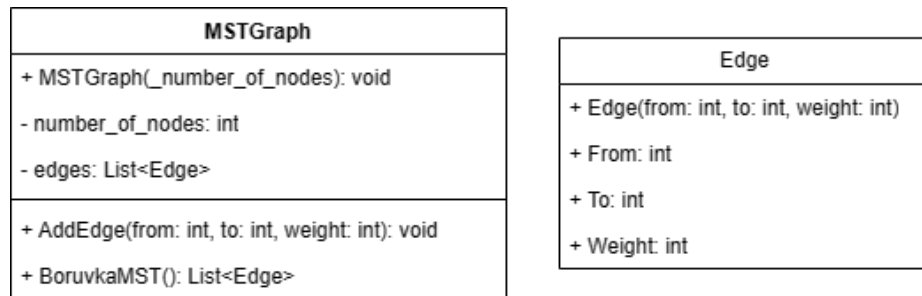 MSTGraph
+ MSTGraph(_number_of_nodes): void
- number_of_nodes: int
- edges: List<Edge>
+ AddEdge(from: int, to: int, weight: int): void
+ BoruvkaMST(): List<Edge>
Edge
+ Edge(from: int, to: int, weight: int)
+ From: int
+ To: int
+ Weight: int